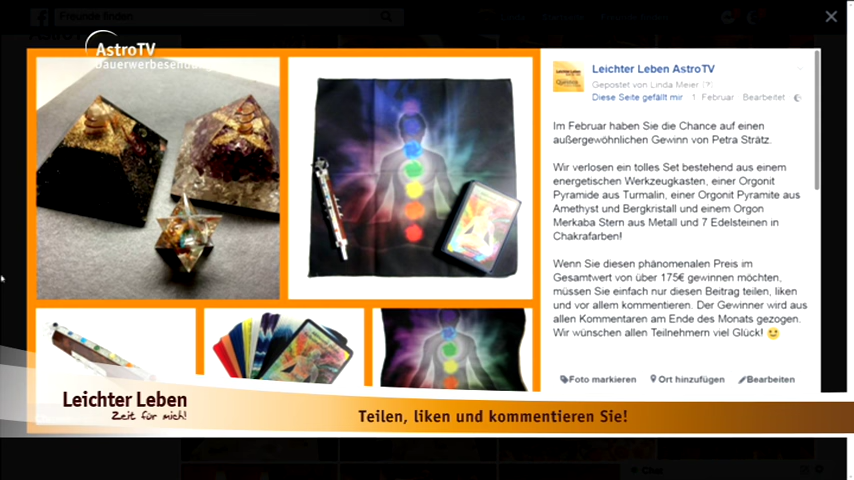 Freunde finden
AstroTV
Dauerwerbesendung
Leichter Leben AstroTV
Gepostet von Linda Meier [?]
Diese Seite gefällt mir 1. Februar Bearbeitet
Im Februar haben Sie die Chance auf einen
außergewöhnlichen Gewinn von Petra Strätz.
Wir verlosen ein tolles Set bestehend aus einem
energetischen Werkzeugkasten, einer Orgonit
Pyramide aus Turmalin, einer Orgonit Pyramite aus
Amethyst und Bergkristall und einem Orgon
Merkaba Stern aus Metall und 7 Edelsteinen in
Chakrafarben!
Wenn Sie diesen phänomenalen Preis im
Gesamtwert von über 175€ gewinnen möchten,
müssen Sie einfach nur diesen Beitrag teilen, liken
und vor allem kommentieren. Der Gewinner wird aus
allen Kommentaren am Ende des Monats gezogen.
Wir wünschen allen Teilnehmern viel Glück!
Foto markieren Ort hinzufügen Bearbeiten
Leichter Leben
Zeit für mich!
Teilen, liken und kommentieren Sie!
Chat